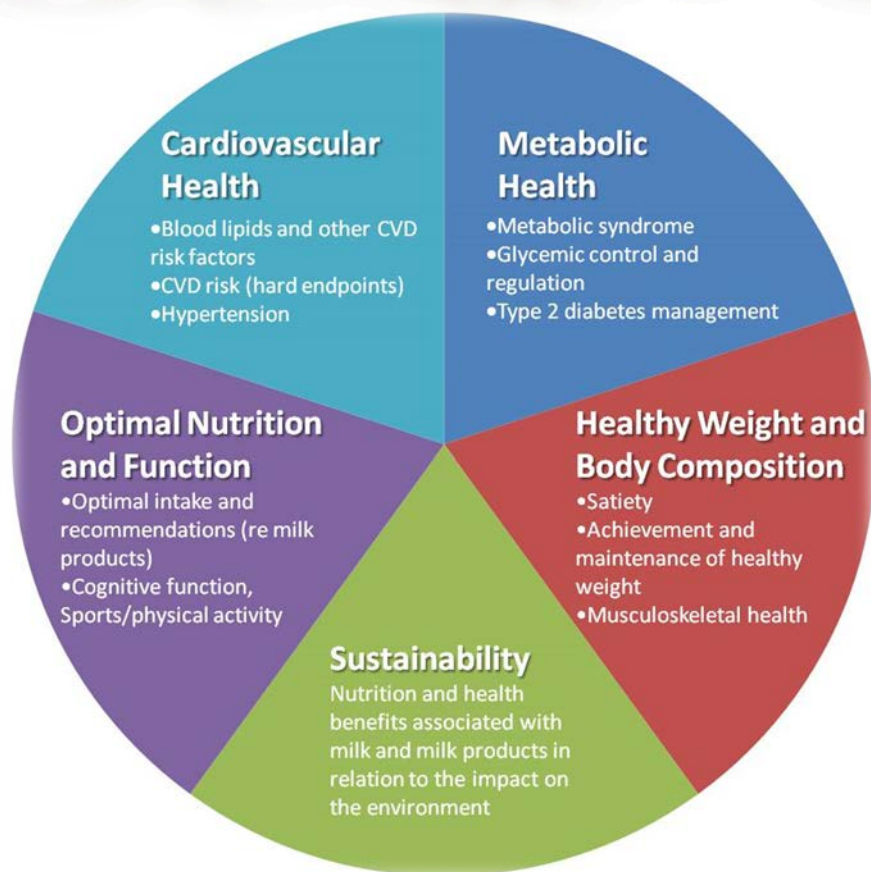 Cardiovascular
Health
•Blood lipids and other CVD
risk factors
•CVD risk (hard endpoints)
•Hypertension
Metabolic
Health
•Metabolic syndrome
•Glycemic control and
regulation
•Type 2 diabetes management
Optimal Nutrition
and Function
•Optimal intake and
recommendations (re milk
products)
•Cognitive function,
Sports/physical activity
Healthy Weight and
Body Composition
•Satiety
•Achievement and
maintenance of healthy
weight
•Musculoskeletal health
Sustainability
Nutrition and health
benefits associated with
milk and milk products in
relation to the impact on
the environment